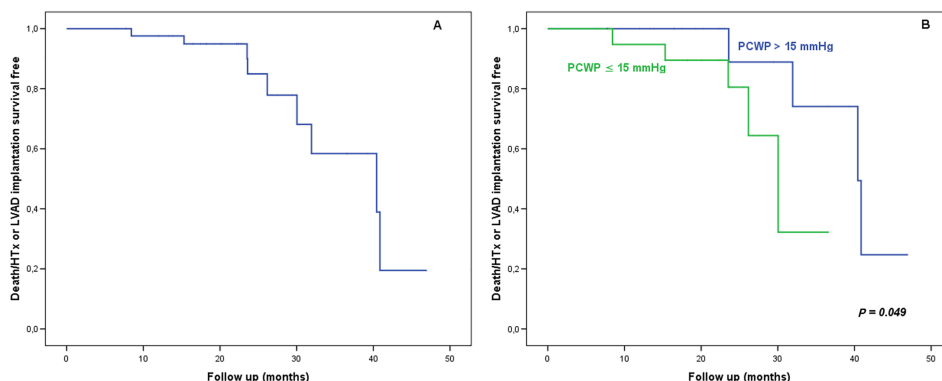 A
Death/HTx or LVAD implantation survival free
1,0
0,8
0,6
0,4
0,2
0,0
0 10 20 30 40 50
Follow up (months)
B
Death/HTx or LVAD implantation survival free
1,0
0,8
0,6
0,4
0,2
0,0
PCWP > 15 mmHg
PCWP ≤ 15 mmHg
P = 0.049
0 10 20 30 40 50
Follow up (months)